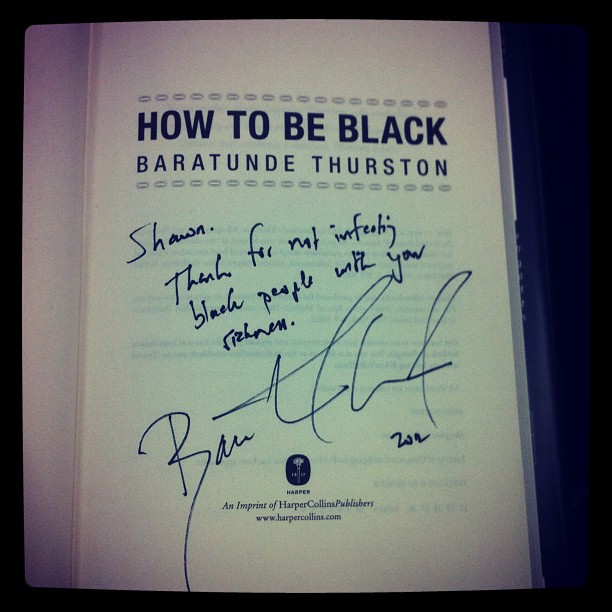 HOW TO BE BLACK
BARATUNDE THURSTON
Shawn.
Thanks for not infecting
black people with your
sickness.
2012
HARPER
An Imprint of HarperCollinsPublishers
www.harpercollins.com